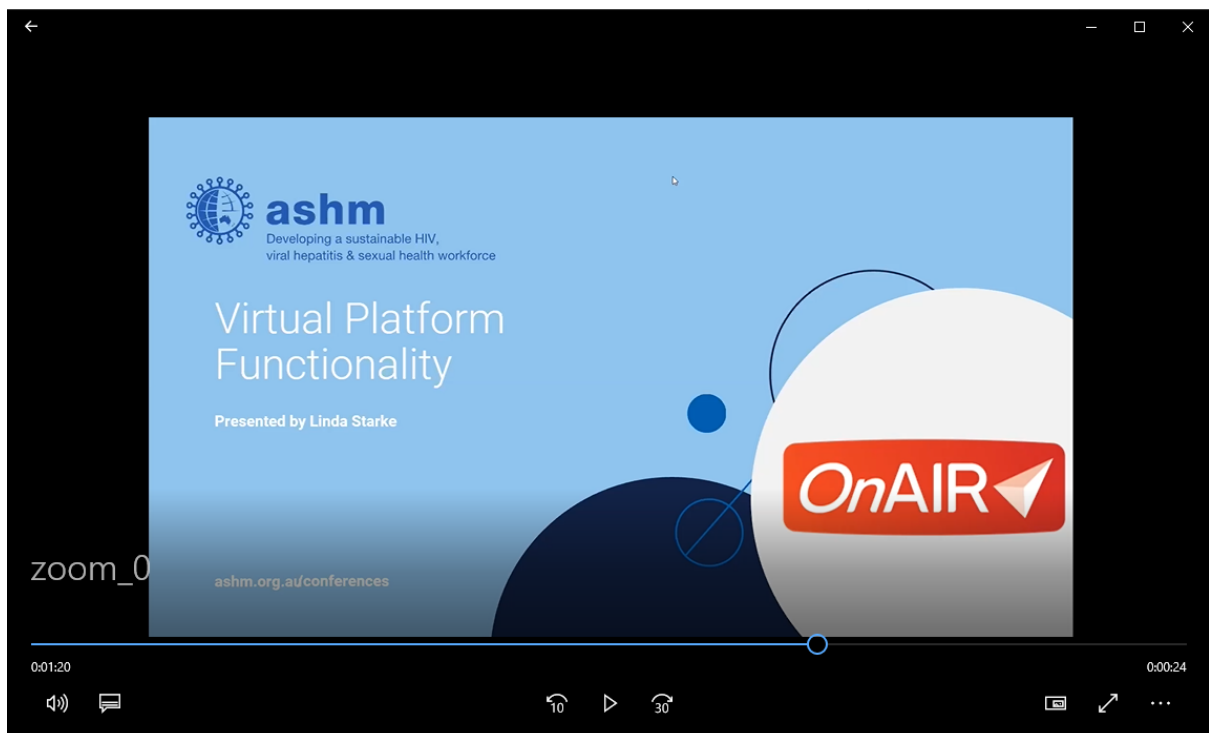 ashm
Developing a sustainable HIV,
viral hepatitis & sexual health workforce
Virtual Platform
Functionality
Presented by Linda Starke
OnAIR
zoom_0
ashm.org.au/conferences
0:01:20
0:00:24
10
30